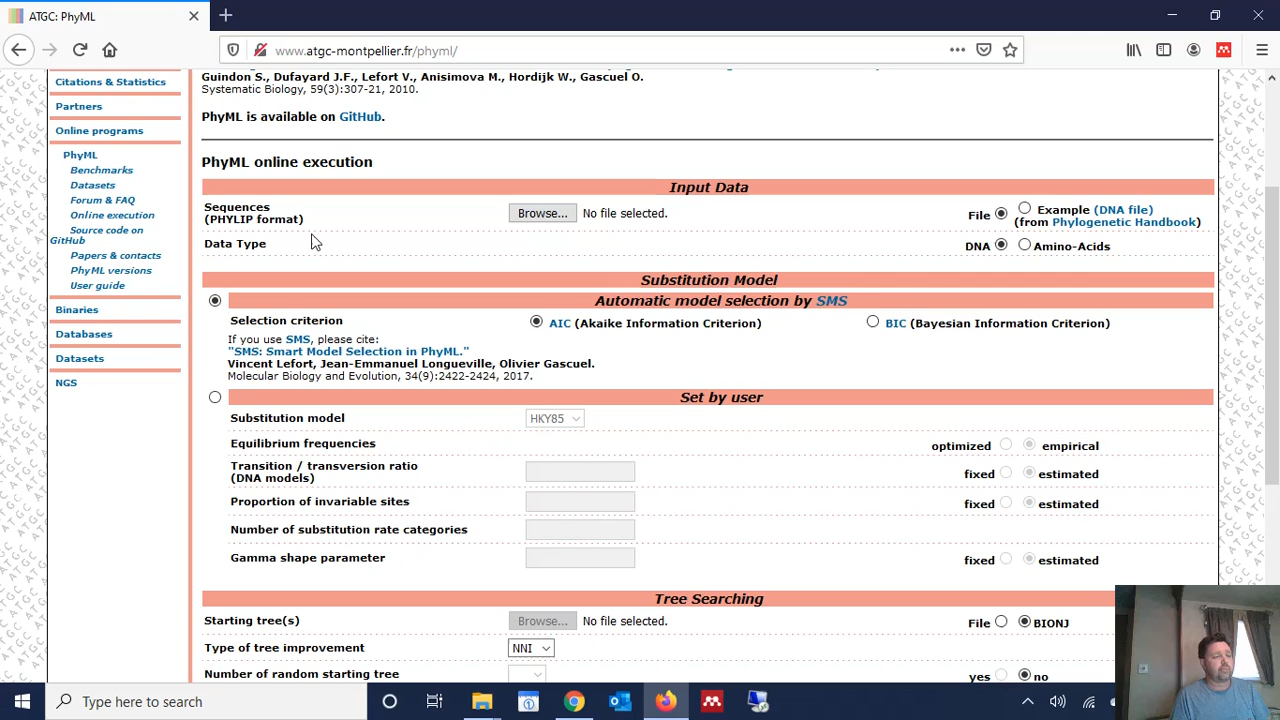 ATGC: PhyML
www.atgc-montpellier.fr/phyml/
Citations & Statistics
Partners
Online programs
PhyML
Benchmarks
Datasets
Forum & FAQ
Online execution
Source code on
GitHub
Papers & contacts
PhyML versions
User guide
Binaries
Databases
Datasets
NGS
Guindon S., Dufayard J.F., Lefort V., Anisimova M., Hordijk W., Gascuel O.
Systematic Biology, 59(3):307-21, 2010.
PhyML is available on GitHub.
PhyML online execution
Input Data
Sequences
(PHYLIP format)
Browse... No file selected.
File Example (DNA file)
(from Phylogenetic Handbook)
Data Type
DNA Amino-Acids
Substitution Model
Automatic model selection by SMS
Selection criterion
AIC (Akaike Information Criterion) BIC (Bayesian Information Criterion)
If you use SMS, please cite:
"SMS: Smart Model Selection in PhyML."
Vincent Lefort, Jean-Emmanuel Longueville, Olivier Gascuel.
Molecular Biology and Evolution, 34(9):2422-2424, 2017.
Set by user
Substitution model HKY85
Equilibrium frequencies optimized empirical
Transition / transversion ratio
(DNA models)
fixed estimated
Proportion of invariable sites fixed estimated
Number of substitution rate categories
Gamma shape parameter fixed estimated
Tree Searching
Starting tree(s) Browse... No file selected. File BIONJ
Type of tree improvement NNI
Number of random starting tree yes no
Type here to search